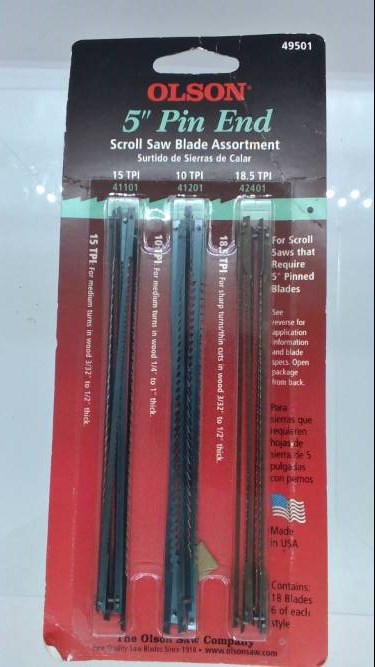 49501
OLSON®
5" Pin End
Scroll Saw Blade Assortment
Surtido de Sierras de Calar
15 TPI 10 TPI 18.5 TPI
41101 41201 42401
15 TPI: For medium turns in wood 3/32" to 1/2" thick.
10 TPI: For medium turns in wood 1/4" to 1" thick.
18.5 TPI: For sharp turns/thin cuts in wood 3/32" to 1/2" thick.
For Scroll
Saws that
Require
5" Pinned
Blades
See
reverse for
application
information
and blade
specs. Open
package
from back.
Para
sierras que
requieren
hojas de
sierra de 5
pulgadas
con pernos
Made
in USA
Contains:
18 Blades
6 of each
style
The Olson Saw Company
Fine Quality Saw Blades Since 1910 • www.olsonsaw.com